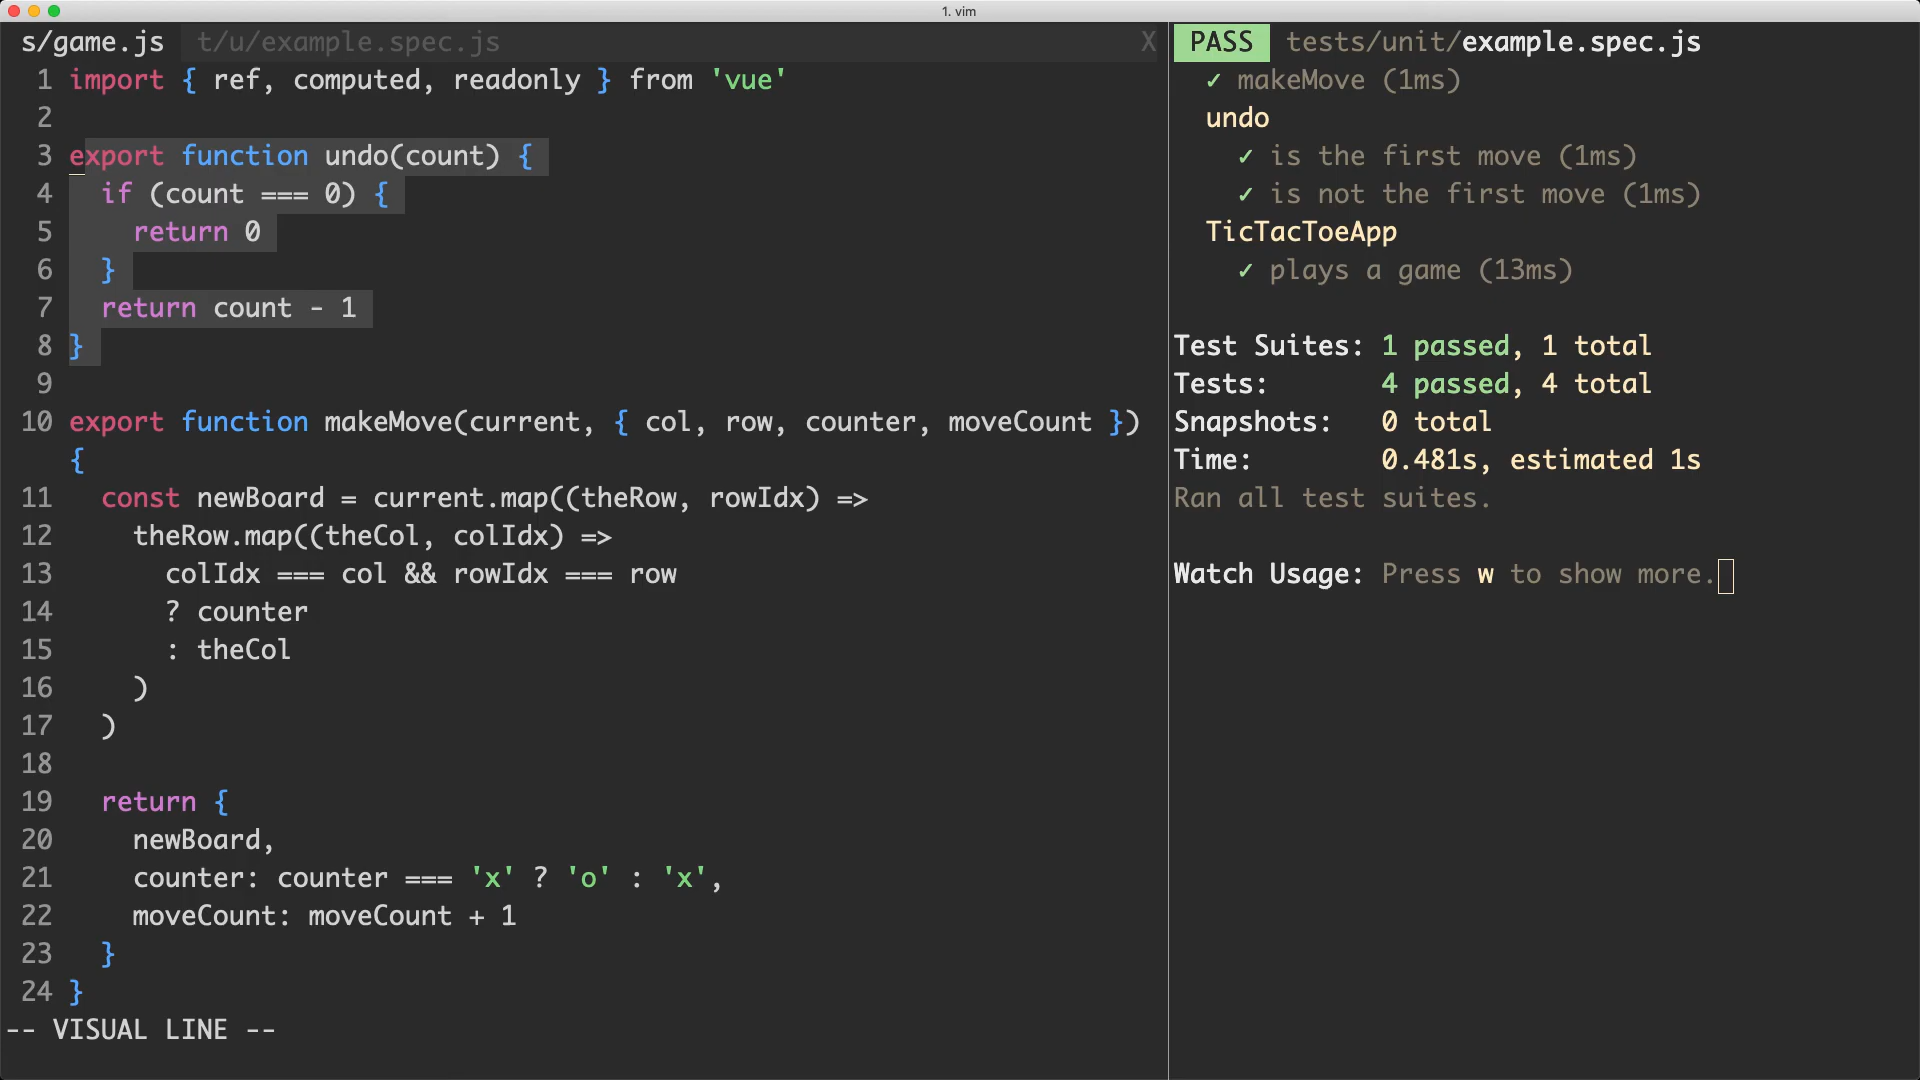 1. vim
s/game.js t/u/example.spec.js X
1 import { ref, computed, readonly } from 'vue'
2
3 export function undo(count) {
4   if (count === 0) {
5     return 0
6   }
7   return count - 1
8 }
9
10 export function makeMove(current, { col, row, counter, moveCount })
{
11   const newBoard = current.map((theRow, rowIdx) =>
12     theRow.map((theCol, colIdx) =>
13       colIdx === col && rowIdx === row
14       ? counter
15       : theCol
16     )
17   )
18
19   return {
20     newBoard,
21     counter: counter === 'x' ? 'o' : 'x',
22     moveCount: moveCount + 1
23   }
24 }
-- VISUAL LINE --
PASS tests/unit/example.spec.js
✓ makeMove (1ms)
undo
✓ is the first move (1ms)
✓ is not the first move (1ms)
TicTacToeApp
✓ plays a game (13ms)
Test Suites: 1 passed, 1 total
Tests: 4 passed, 4 total
Snapshots: 0 total
Time: 0.481s, estimated 1s
Ran all test suites.
Watch Usage: Press w to show more.